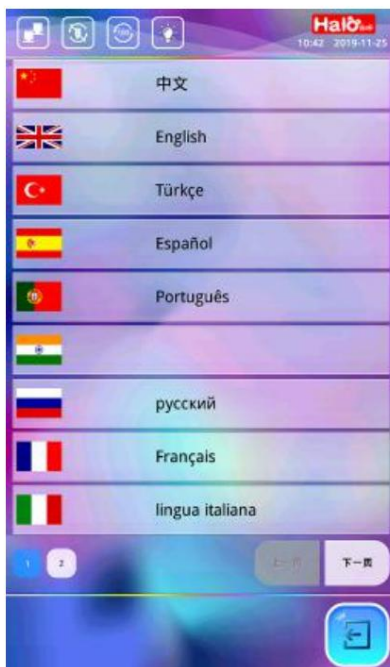 Halo
10:42 2019-11-25
中文
English
Türkçe
Español
Português
русский
Français
lingua italiana
1 2
上一页 下一页